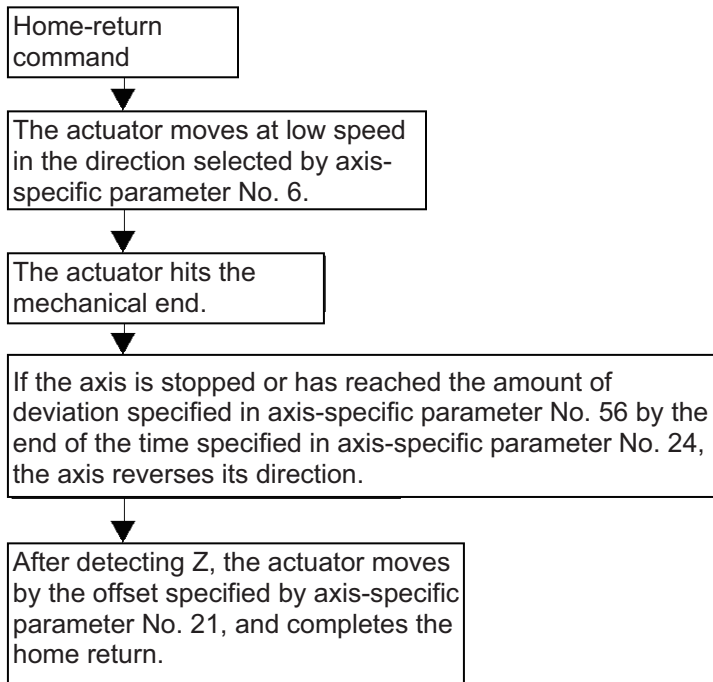 Home-return
command
The actuator moves at low speed
in the direction selected by axis-
specific parameter No. 6.
The actuator hits the
mechanical end.
If the axis is stopped or has reached the amount of
deviation specified in axis-specific parameter No. 56 by the
end of the time specified in axis-specific parameter No. 24,
the axis reverses its direction.
After detecting Z, the actuator moves
by the offset specified by axis-specific
parameter No. 21, and completes the
home return.